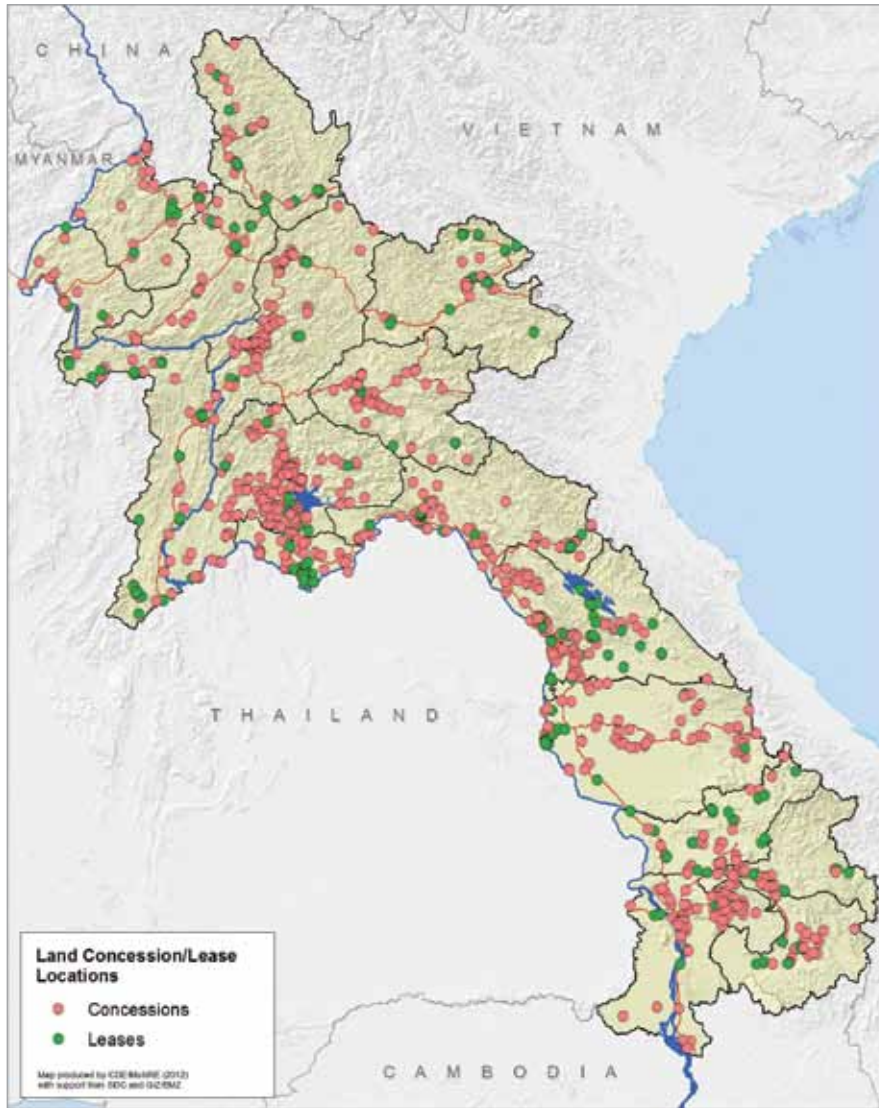 CHINA
VIETNAM
MYANMAR
THAILAND
Land Concession/Lease
Locations
Concessions
Leases
Map produced by CDE/MoNRE (2012)
with support from SDC and GIZ/BMZ
CAMBODIA